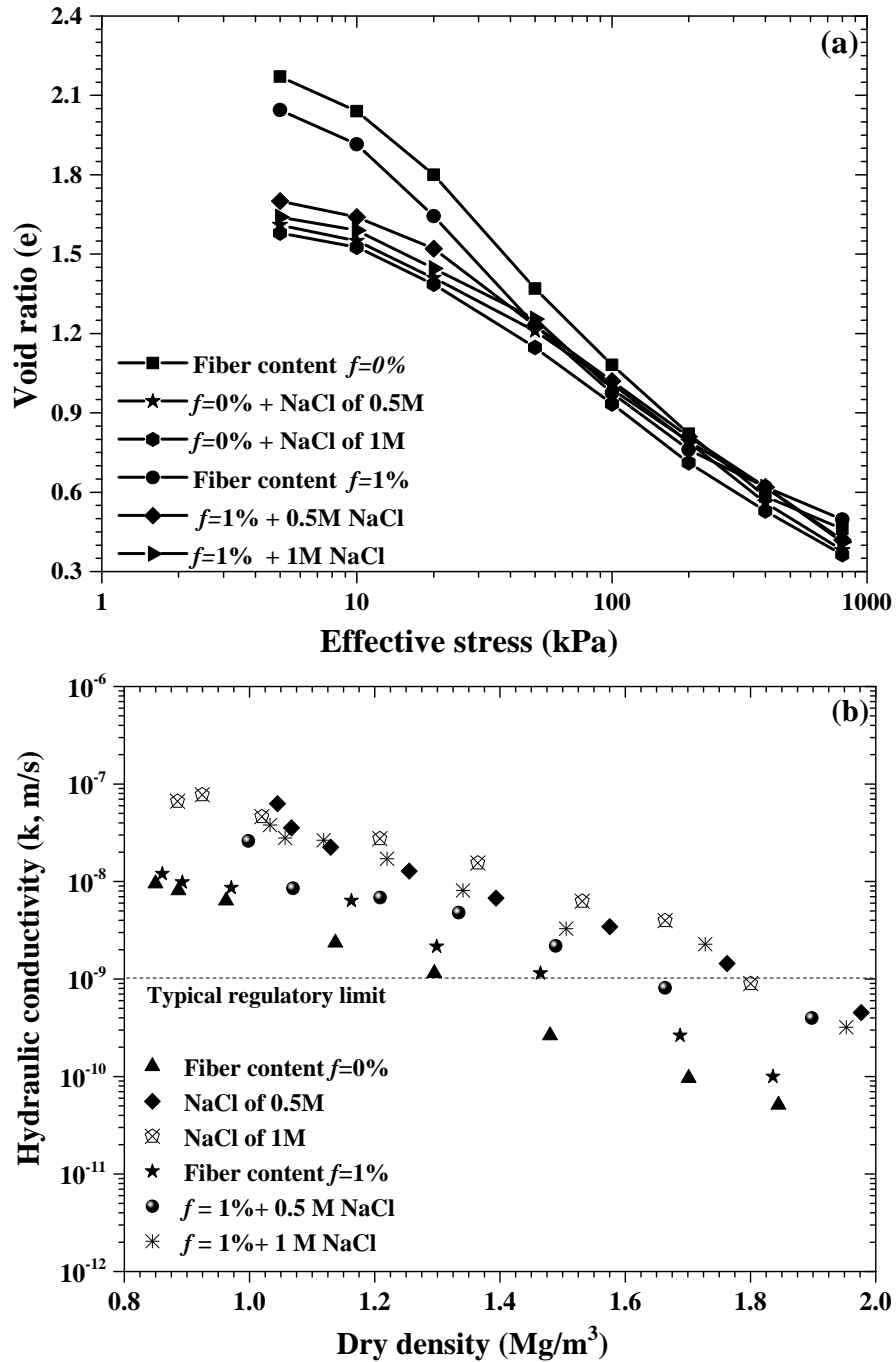 (a)
2.4
2.1
1.8
1.5
1.2
0.9
0.6
0.3
Void ratio (e)
Fiber content f=0%
f=0% + NaCl of 0.5M
f=0% + NaCl of 1M
Fiber content f=1%
f=1% + 0.5M NaCl
f=1% + 1M NaCl
1 10 100 1000
Effective stress (kPa)
(b)
10⁻⁶
10⁻⁷
10⁻⁸
10⁻⁹
10⁻¹⁰
10⁻¹¹
10⁻¹²
Hydraulic conductivity (k, m/s)
Typical regulatory limit
Fiber content f=0%
NaCl of 0.5M
NaCl of 1M
Fiber content f=1%
f = 1%+ 0.5 M NaCl
f = 1%+ 1 M NaCl
0.8 1.0 1.2 1.4 1.6 1.8 2.0
Dry density (Mg/m³)